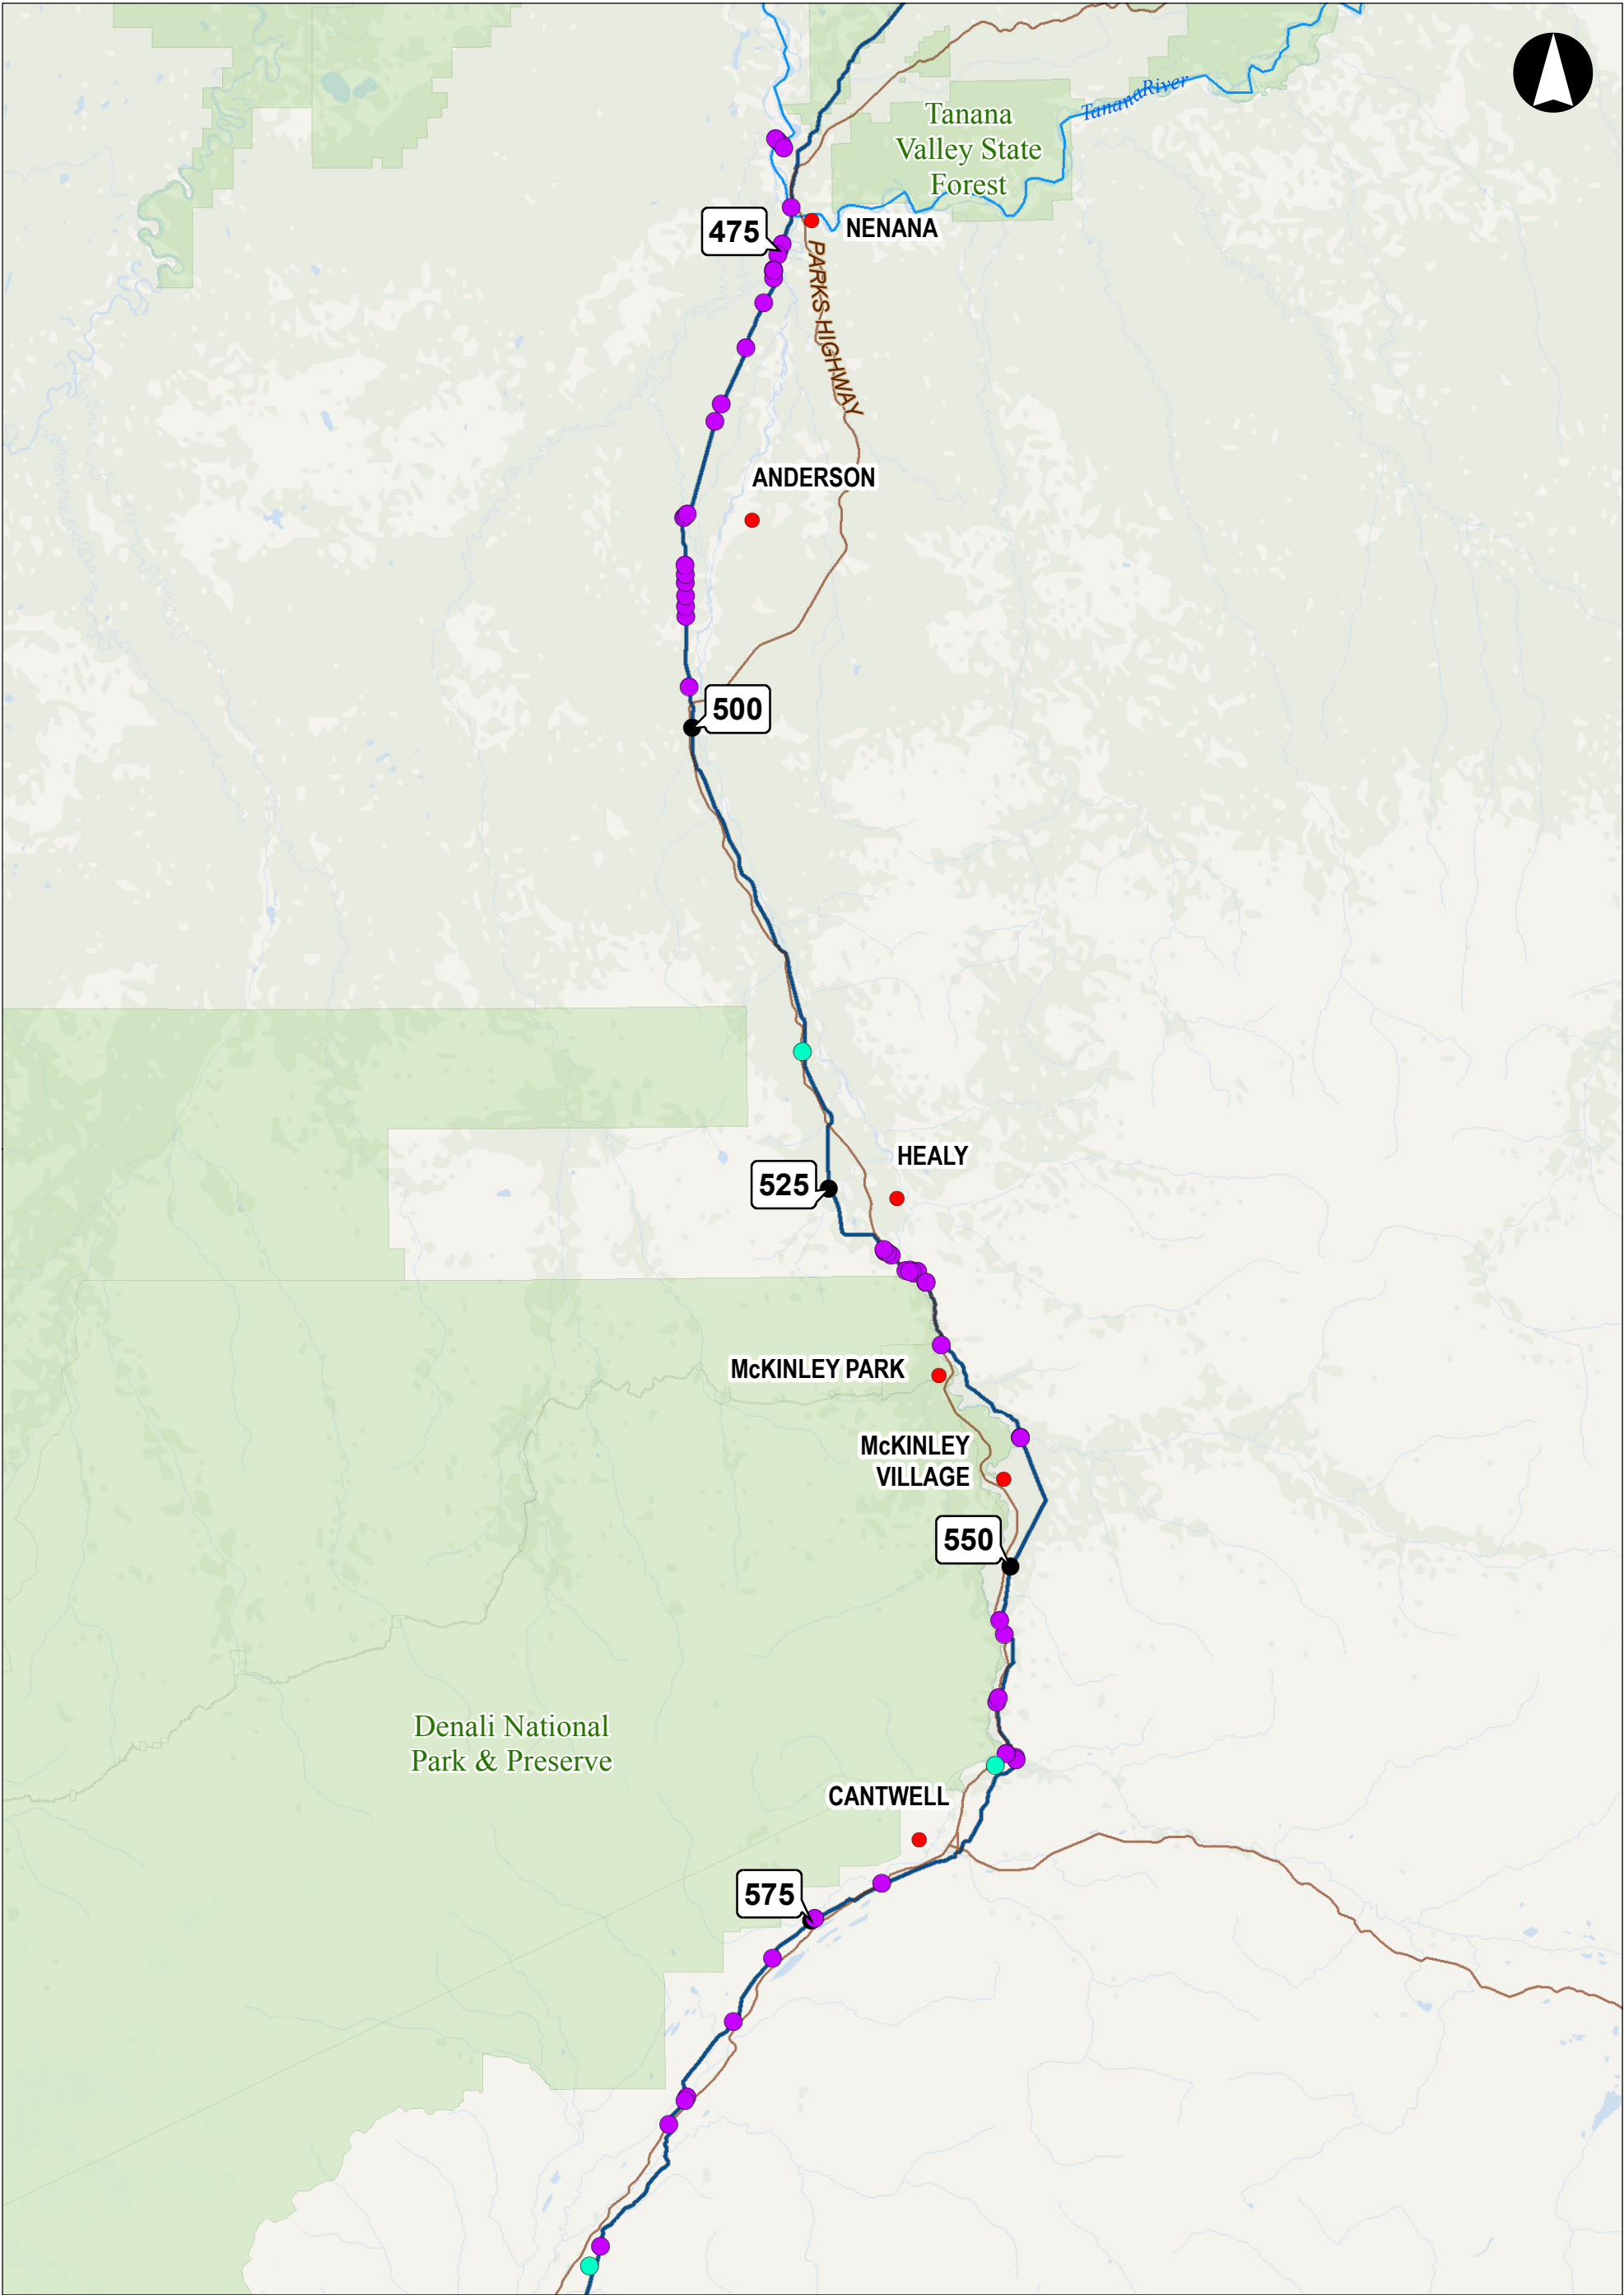 Tanana
Valley State
Forest
TananaRiver
475
NENANA
PARKS HIGHWAY
ANDERSON
500
HEALY
525
McKINLEY PARK
McKINLEY
VILLAGE
550
Denali National
Park & Preserve
CANTWELL
575